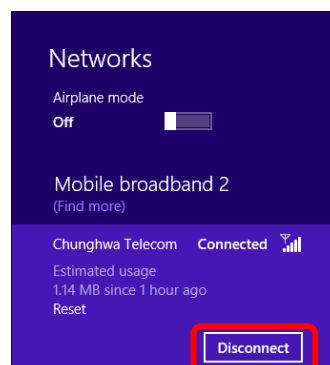 Networks
Airplane mode
Off
Mobile broadband 2
(Find more)
Chunghwa Telecom Connected
Estimated usage
1.14 MB since 1 hour ago
Reset
Disconnect